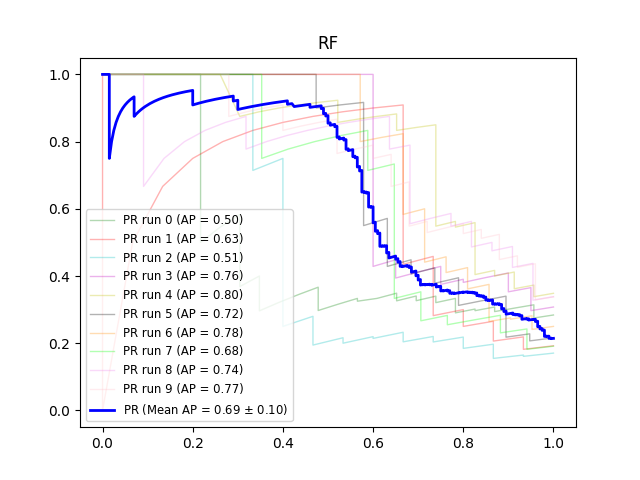 RF
1.0
0.8
0.6
0.4
0.2
0.0
PR run 0 (AP = 0.50)
PR run 1 (AP = 0.63)
PR run 2 (AP = 0.51)
PR run 3 (AP = 0.76)
PR run 4 (AP = 0.80)
PR run 5 (AP = 0.72)
PR run 6 (AP = 0.78)
PR run 7 (AP = 0.68)
PR run 8 (AP = 0.74)
PR run 9 (AP = 0.77)
PR (Mean AP = 0.69 ± 0.10)
0.0 0.2 0.4 0.6 0.8 1.0